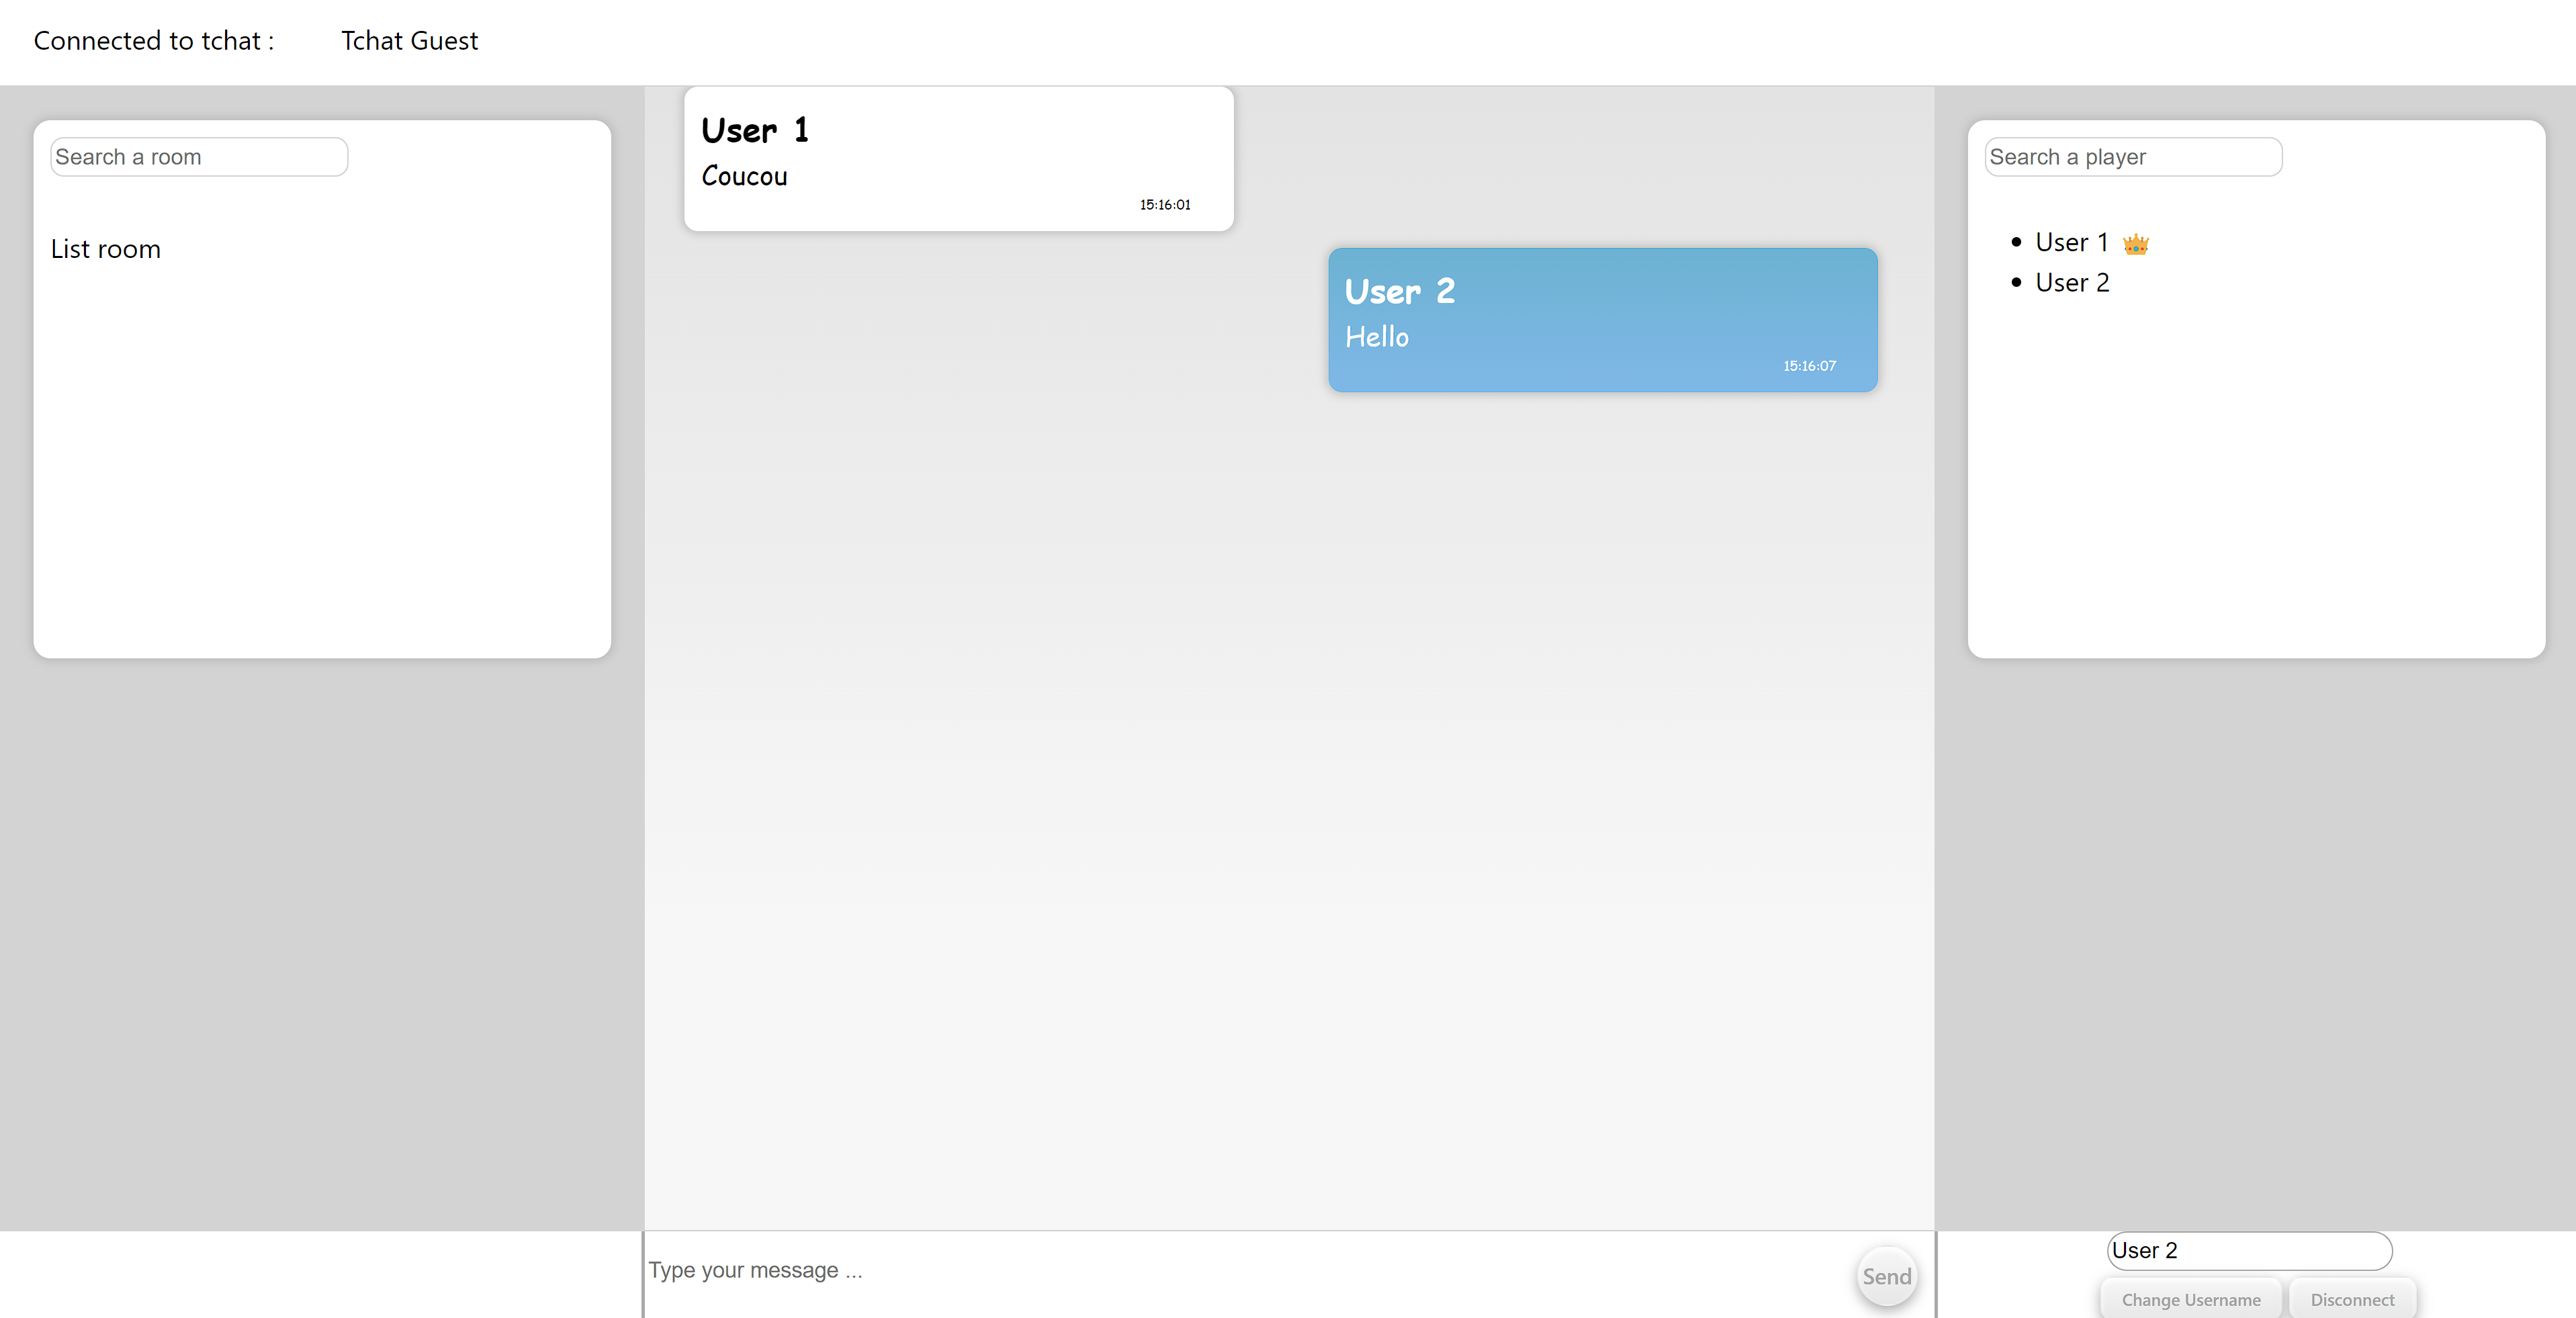 Connected to tchat : Tchat Guest
Search a room
List room
User 1
Coucou
15:16:01
User 2
Hello
15:16:07
Search a player
User 1
User 2
Type your message ...
Send
User 2
Change Username Disconnect